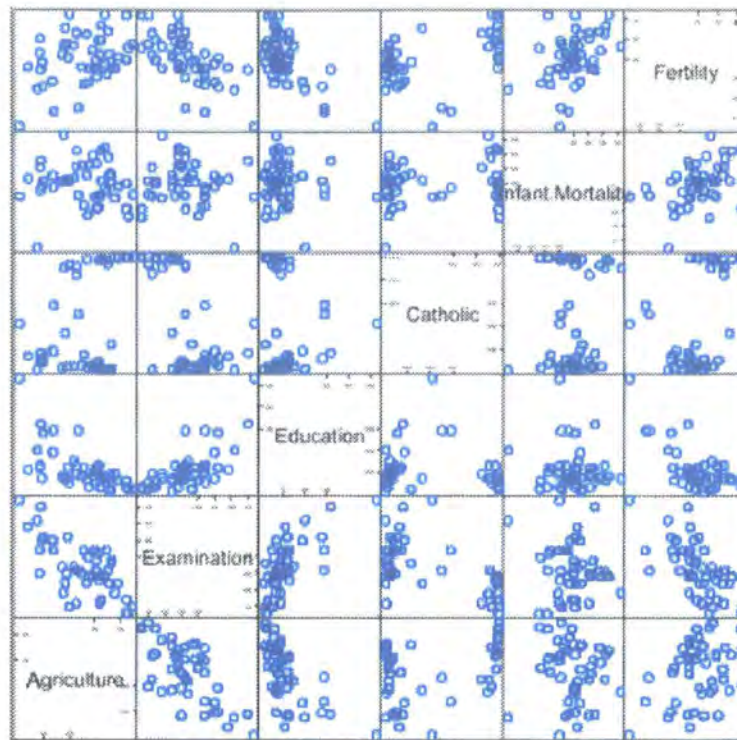 Fertility
Infant Mortality
Catholic
Education
Examination
Agriculture